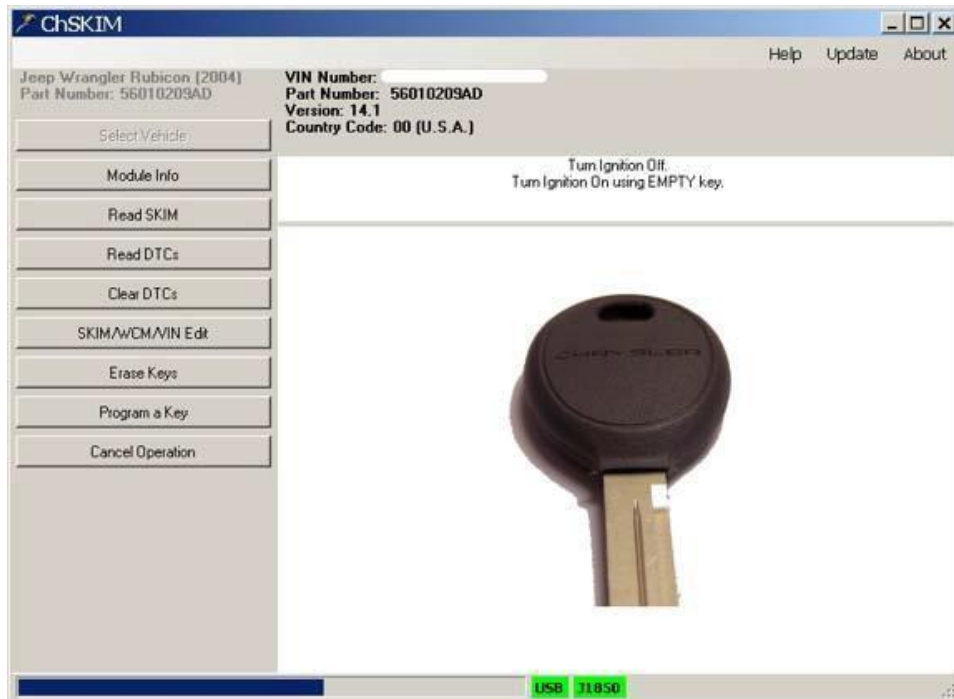 ChSKIM
Help Update About
Jeep Wrangler Rubicon (2004)
Part Number: 56010209AD
VIN Number:
Part Number: 56010209AD
Version: 14.1
Country Code: 00 (U.S.A.)
Select Vehicle
Module Info
Read SKIM
Read DTCs
Clear DTCs
SKIM/WCM/VIN Edit
Erase Keys
Program a Key
Cancel Operation
Turn Ignition Off.
Turn Ignition On using EMPTY key.
CHRYSLER
USB J1850